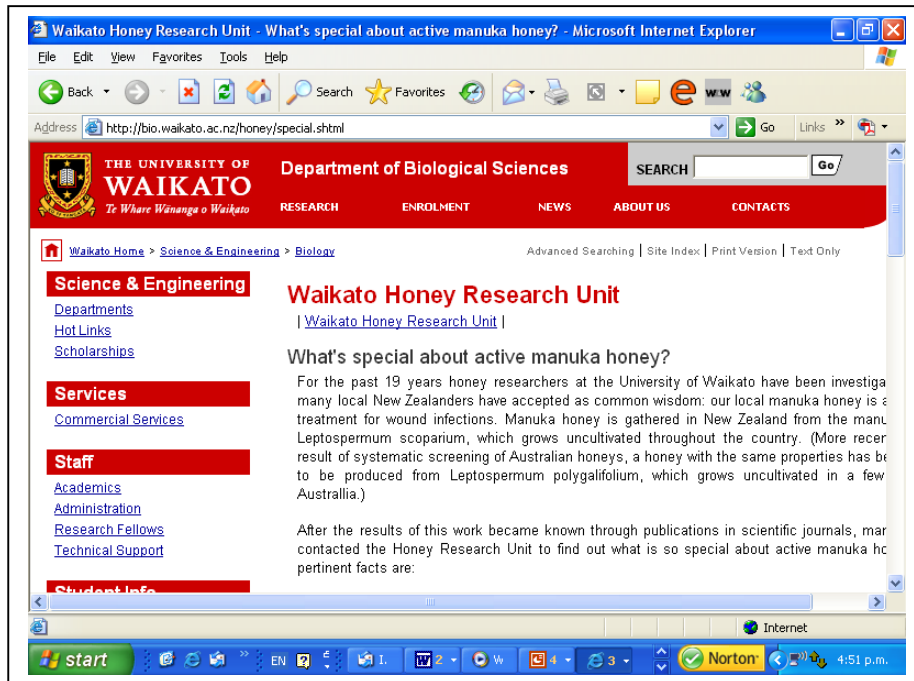 Waikato Honey Research Unit - What's special about active manuka honey? - Microsoft Internet Explorer
File Edit View Favorites Tools Help
Back Search Favorites
Address http://bio.waikato.ac.nz/honey/special.shtml Go Links »
THE UNIVERSITY OF
WAIKATO
Te Whare Wānanga o Waikato
Department of Biological Sciences
SEARCH Go
RESEARCH ENROLMENT NEWS ABOUT US CONTACTS
Waikato Home > Science & Engineering > Biology
Advanced Searching | Site Index | Print Version | Text Only
Science & Engineering
Departments
Hot Links
Scholarships
Services
Commercial Services
Staff
Academics
Administration
Research Fellows
Technical Support
Student Info
Waikato Honey Research Unit
| Waikato Honey Research Unit |
What's special about active manuka honey?
For the past 19 years honey researchers at the University of Waikato have been investiga
many local New Zealanders have accepted as common wisdom: our local manuka honey is a
treatment for wound infections. Manuka honey is gathered in New Zealand from the manu
Leptospermum scoparium, which grows uncultivated throughout the country. (More recen
result of systematic screening of Australian honeys, a honey with the same properties has be
to be produced from Leptospermum polygalifolium, which grows uncultivated in a few
Australlia.)
After the results of this work became known through publications in scientific journals, mar
contacted the Honey Research Unit to find out what is so special about active manuka ho
pertinent facts are:
Internet
start » EN I. 2 W 4 3 Norton 4:51 p.m.